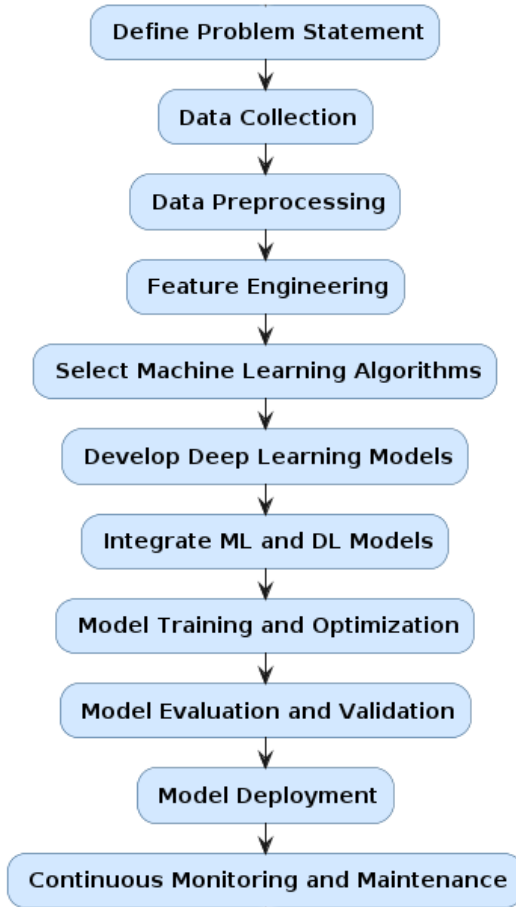 Define Problem Statement
Data Collection
Data Preprocessing
Feature Engineering
Select Machine Learning Algorithms
Develop Deep Learning Models
Integrate ML and DL Models
Model Training and Optimization
Model Evaluation and Validation
Model Deployment
Continuous Monitoring and Maintenance